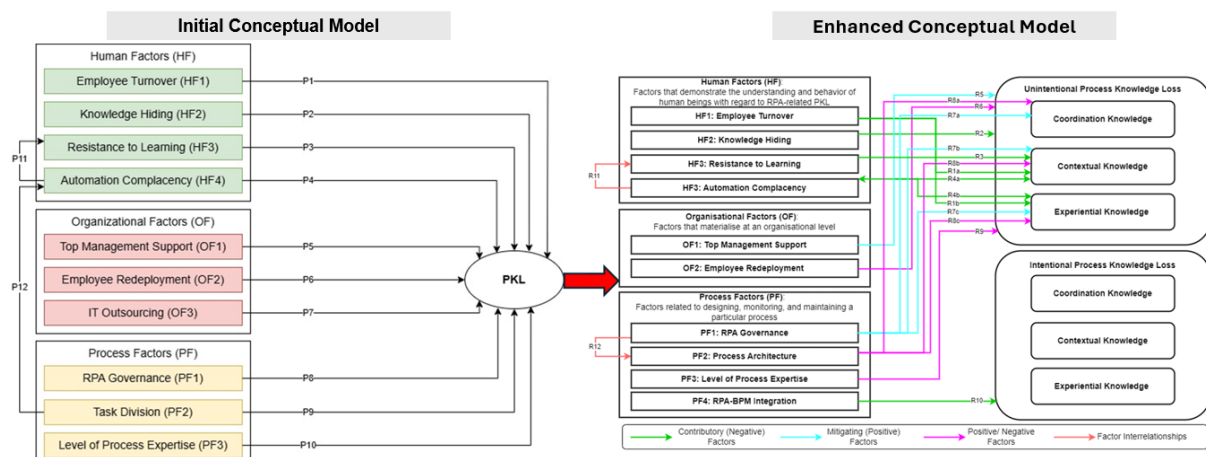 Initial Conceptual Model
Human Factors (HF)
Employee Turnover (HF1)
Knowledge Hiding (HF2)
Resistance to Learning (HF3)
Automation Complacency (HF4)
Organizational Factors (OF)
Top Management Support (OF1)
Employee Redeployment (OF2)
IT Outsourcing (OF3)
Process Factors (PF)
RPA Governance (PF1)
Task Division (PF2)
Level of Process Expertise (PF3)
P11
P12
P1
P2
P3
P4
P5
P6
P7
P8
P9
P10
PKL
Enhanced Conceptual Model
Human Factors (HF):
Factors that demonstrate the understanding and behavior of
human beings with regard to RPA-related PKL
HF1: Employee Turnover
HF2: Knowledge Hiding
HF3: Resistance to Learning
HF3: Automation Complacency
R11
Organisational Factors (OF):
Factors that materialise at an organisational level
OF1: Top Management Support
OF2: Employee Redeployment
Process Factors (PF):
Factors related to designing, monitoring, and maintaining a
particular process
PF1: RPA Governance
PF2: Process Architecture
PF3: Level of Process Expertise
PF4: RPA-BPM Integration
R12
R5
R8a
R6
R7a
R2
R7b
R3
R8b
R1a
R4a
R4b
R1b
R7c
R8c
R9
R10
Unintentional Process Knowledge Loss
Coordination Knowledge
Contextual Knowledge
Experiential Knowledge
Intentional Process Knowledge Loss
Coordination Knowledge
Contextual Knowledge
Experiential Knowledge
Contributory (Negative)
Factors
Mitigating (Positive)
Factors
Positive/ Negative
Factors
Factor Interrelationships